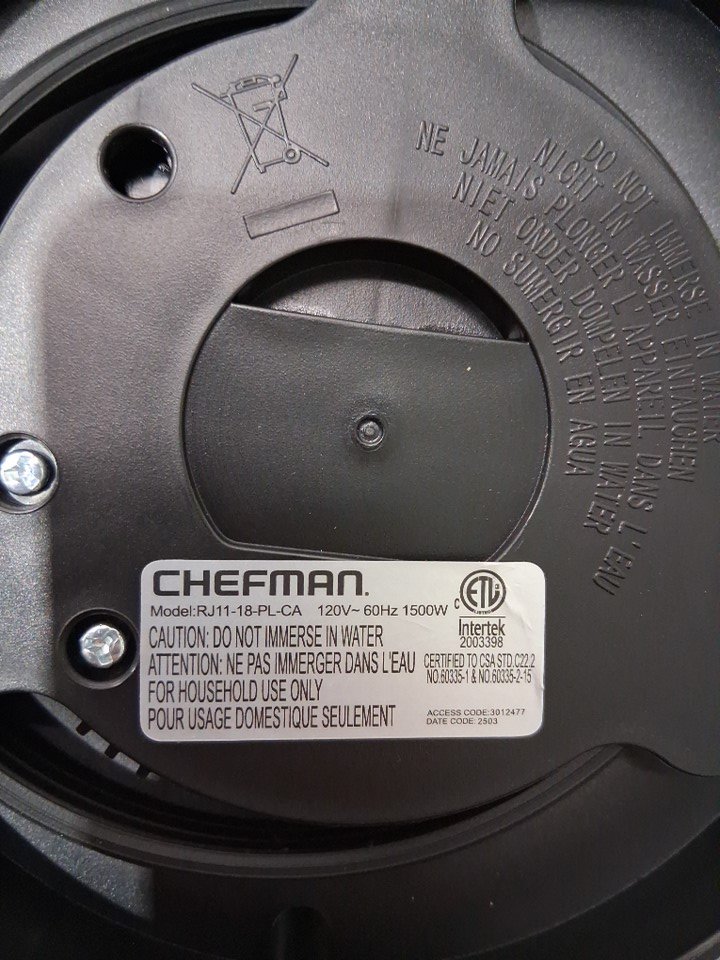 DO NOT IMMERSE IN WATER
NICHT IN WASSER EINTAUCHEN
NE JAMAIS PLONGER L'APPAREIL DANS L'EAU
NIET ONDER DOMPELEN IN WATER
NO SUMERGIR EN AGUA
CHEFMAN.
Model:RJ11-18-PL-CA 120V~ 60Hz 1500W
CAUTION: DO NOT IMMERSE IN WATER
ATTENTION: NE PAS IMMERGER DANS L'EAU
FOR HOUSEHOLD USE ONLY
POUR USAGE DOMESTIQUE SEULEMENT
C ETL
Intertek
2003398
CERTIFIED TO CSA STD.C22.2
NO.60335-1 & NO.60335-2-15
ACCESS CODE:3012477
DATE CODE: 2503